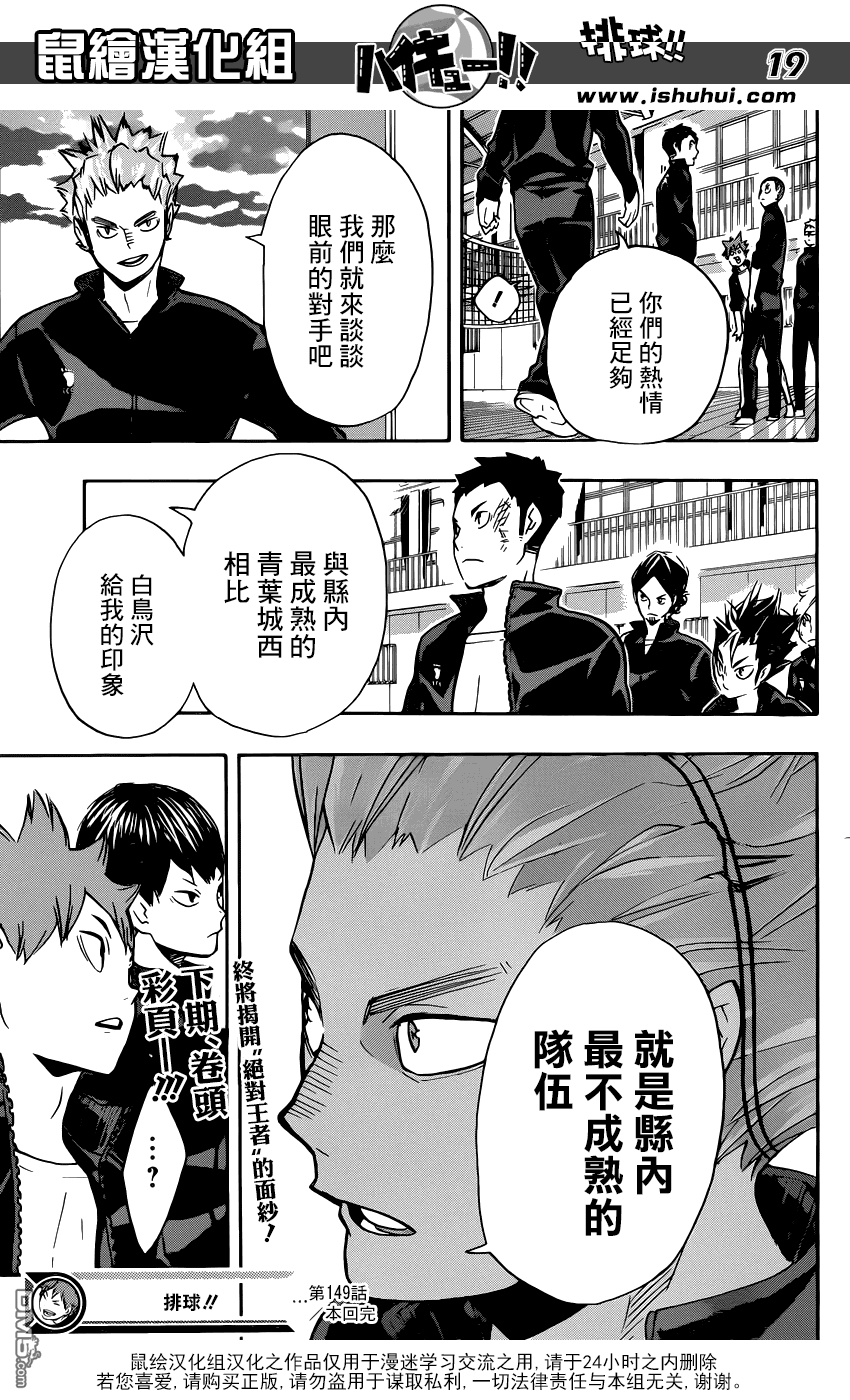 鼠繪漢化組
ハイキュー!!
排球!!
19
www.ishuhui.com
你們的熱情
已經足夠
!
那麼
我們就來談談
眼前的對手吧
與縣內
最成熟的
青葉城西
相比
白鳥沢
給我的印象
就是縣內
最不成熟的
隊伍
終將揭開"絕對王者"的面紗!
下期、卷頭
彩頁—!!!
…?
排球!!
…第149話
／本回完
鼠绘汉化组汉化之作品仅用于漫迷学习交流之用, 请于24小时之内删除
若您喜爱, 请购买正版, 请勿盗用于谋取私利, 一切法律责任与本组无关, 谢谢。